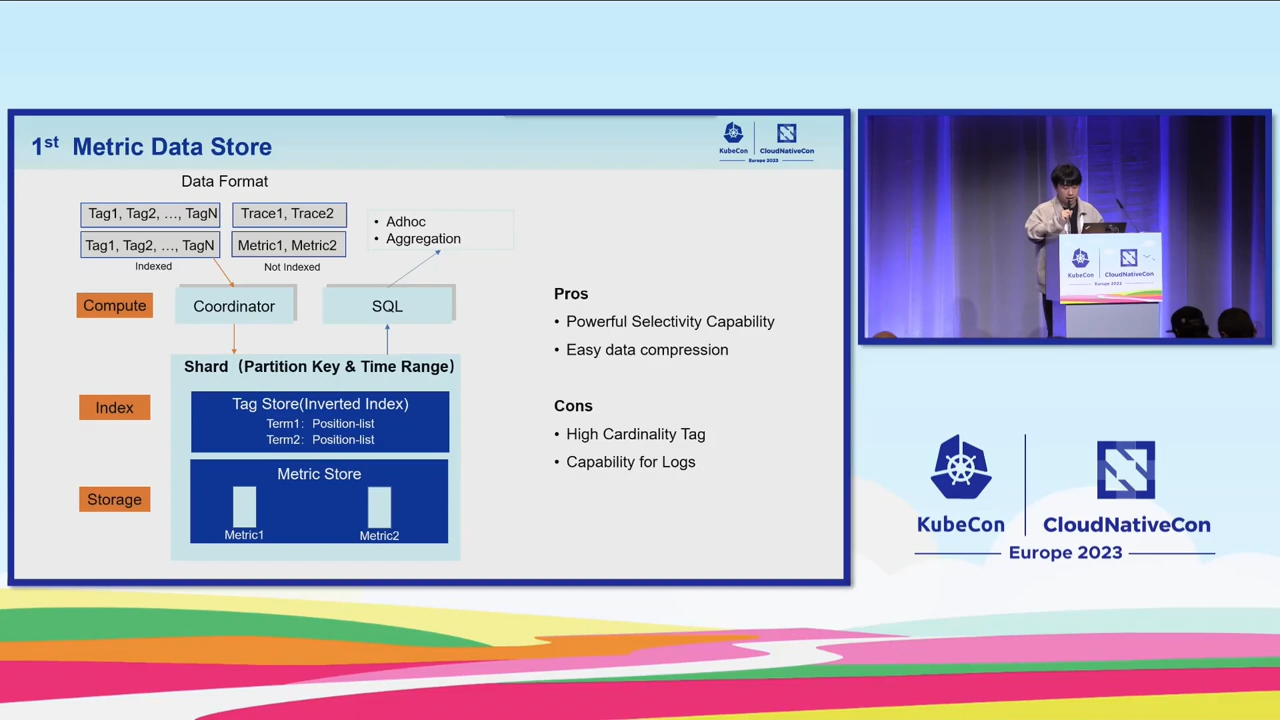 1st Metric Data Store
KubeCon
CloudNativeCon
Europe 2023
Data Format
Tag1, Tag2, …, TagN
Trace1, Trace2
Tag1, Tag2, …, TagN
Metric1, Metric2
Indexed
Not Indexed
• Adhoc
• Aggregation
Compute
Coordinator
SQL
Shard（Partition Key & Time Range）
Index
Tag Store(Inverted Index)
Term1: Position-list
Term2: Position-list
Storage
Metric Store
Metric1
Metric2
Pros
• Powerful Selectivity Capability
• Easy data compression
Cons
• High Cardinality Tag
• Capability for Logs
KubeCon
CloudNativeCon
Europe 2023
KubeCon
CloudNativeCon
Europe 2023